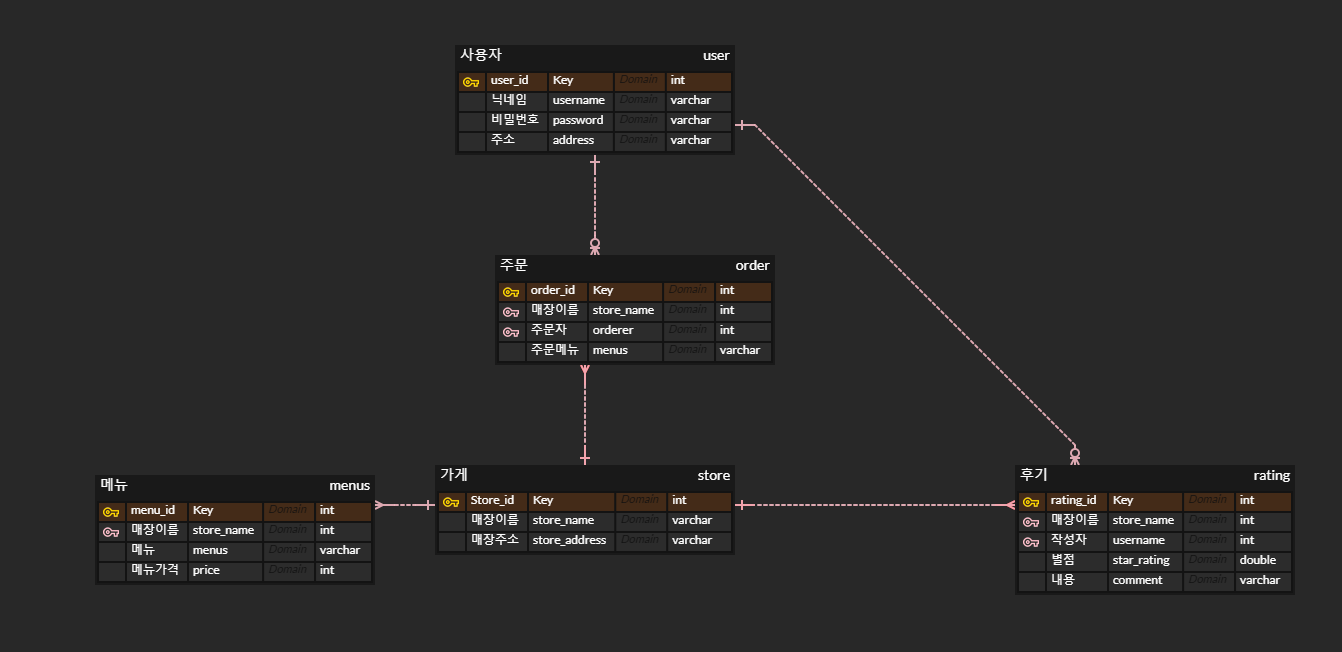 사용자 user
user_id Key Domain int
닉네임 username Domain varchar
비밀번호 password Domain varchar
주소 address Domain varchar
주문 order
order_id Key Domain int
매장이름 store_name Domain int
주문자 orderer Domain int
주문메뉴 menus Domain varchar
메뉴 menus
menu_id Key Domain int
매장이름 store_name Domain int
메뉴 menus Domain varchar
메뉴가격 price Domain int
가게 store
Store_id Key Domain int
매장이름 store_name Domain varchar
매장주소 store_address Domain varchar
후기 rating
rating_id Key Domain int
매장이름 store_name Domain int
작성자 username Domain int
별점 star_rating Domain double
내용 comment Domain varchar